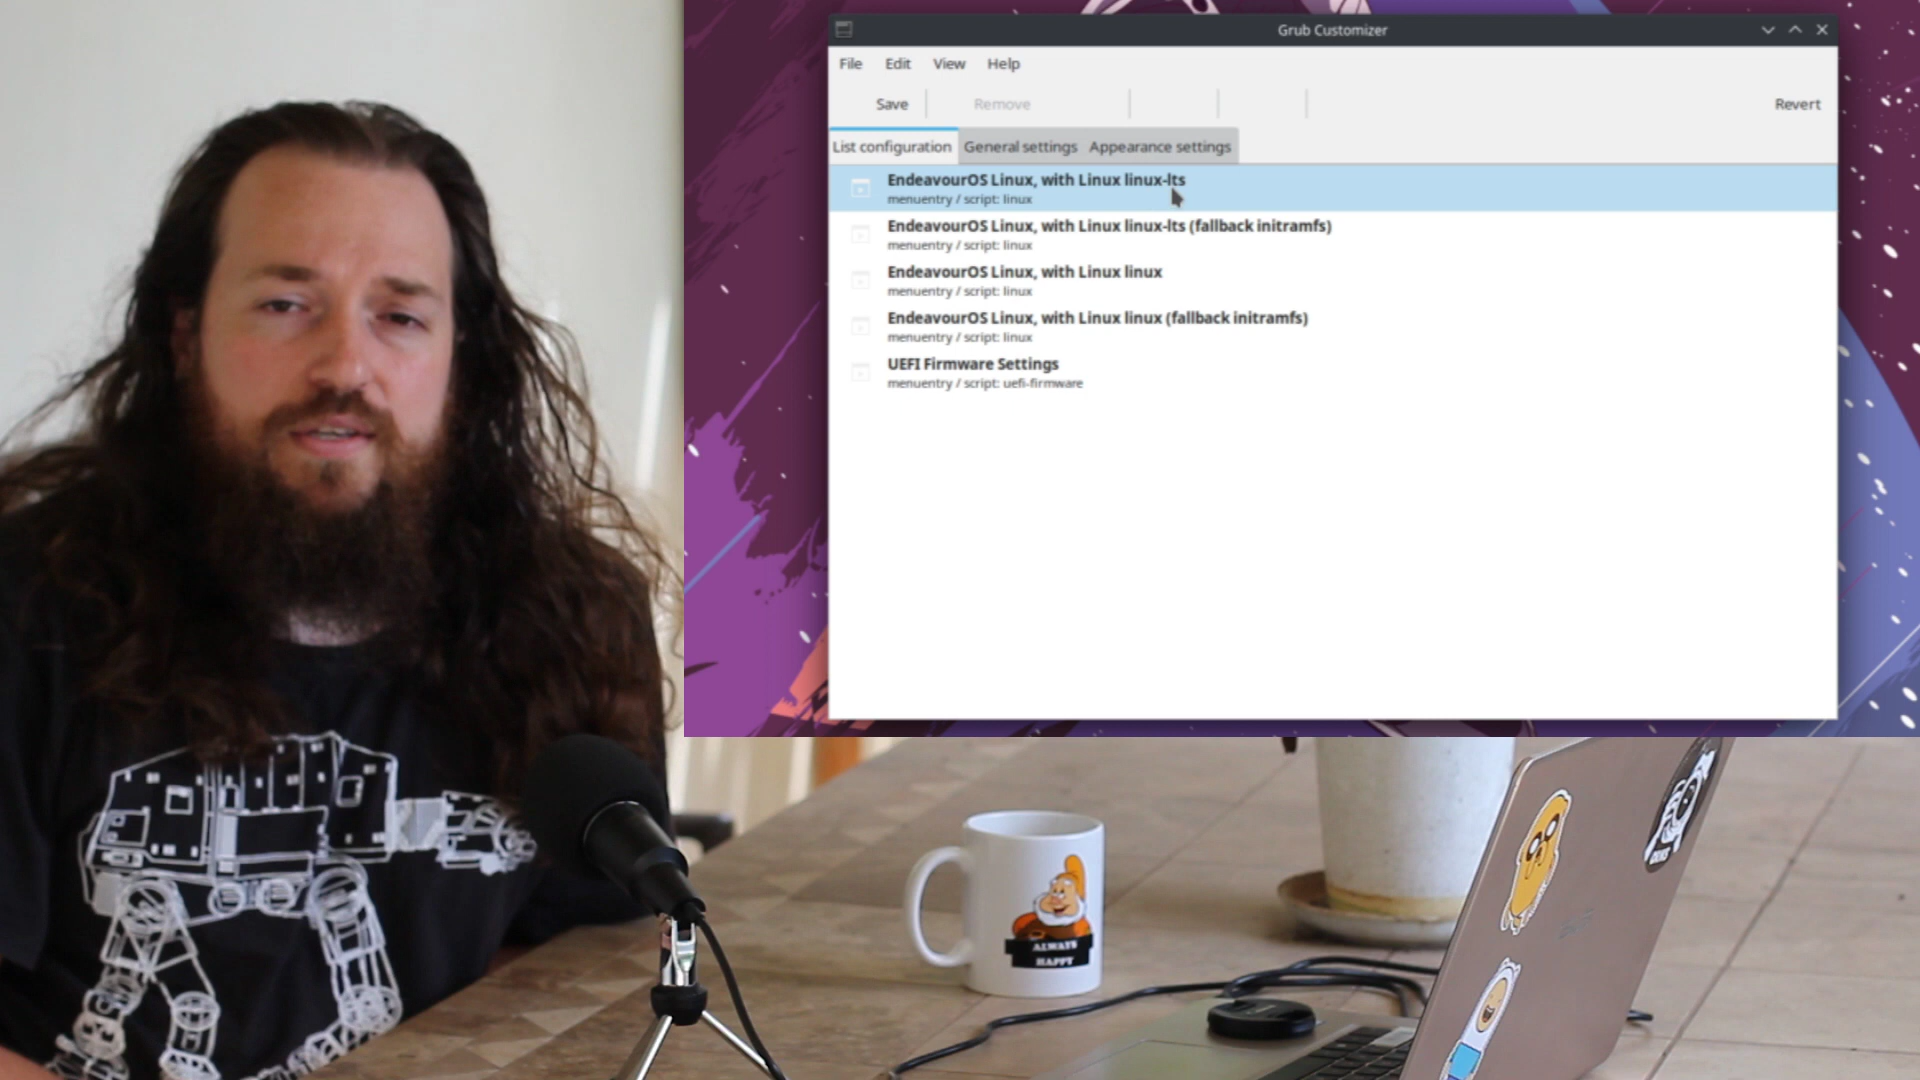 Grub Customizer
File Edit View Help
Save Remove Revert
List configuration General settings Appearance settings
EndeavourOS Linux, with Linux linux-lts
menuentry / script: linux
EndeavourOS Linux, with Linux linux-lts (fallback initramfs)
menuentry / script: linux
EndeavourOS Linux, with Linux linux
menuentry / script: linux
EndeavourOS Linux, with Linux linux (fallback initramfs)
menuentry / script: linux
UEFI Firmware Settings
menuentry / script: uefi-firmware
ALWAYS
HAPPY